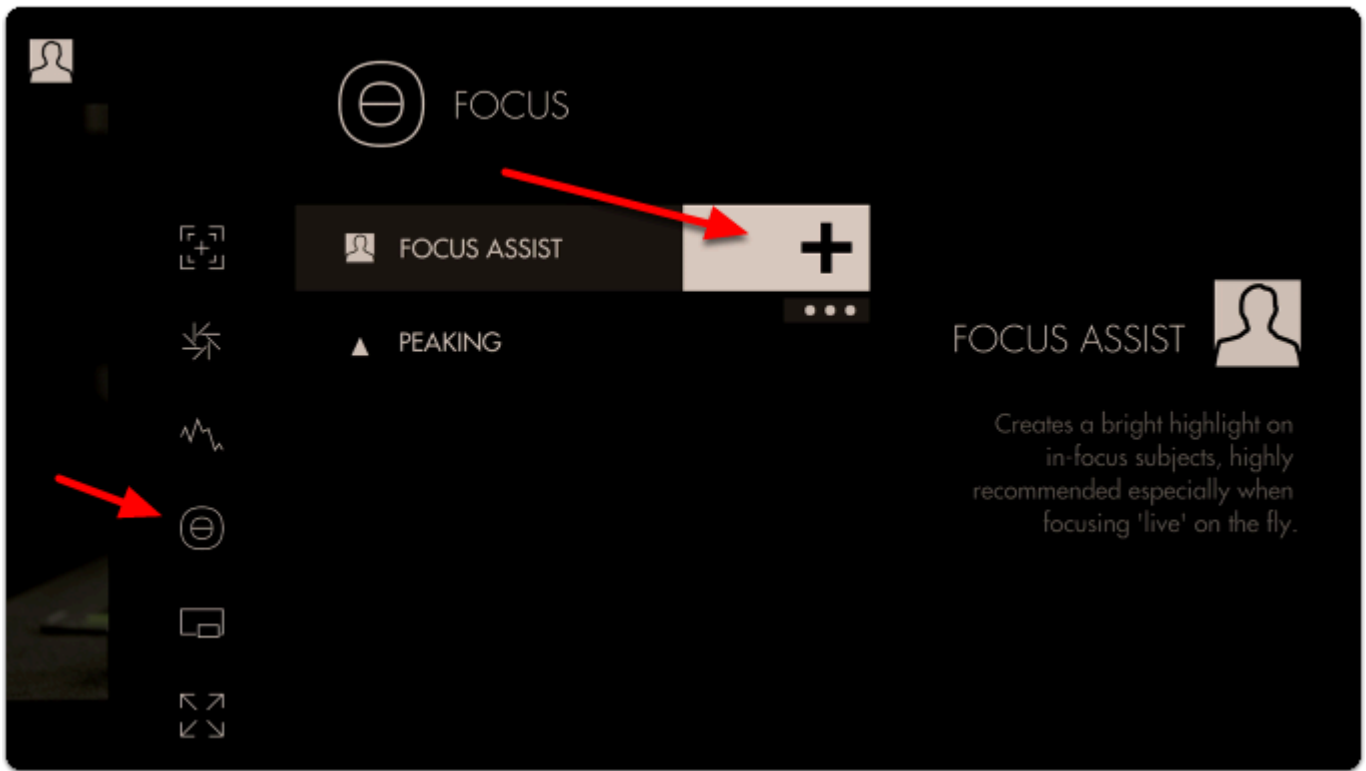 FOCUS
FOCUS ASSIST
PEAKING
FOCUS ASSIST
Creates a bright highlight on
in-focus subjects, highly
recommended especially when
focusing 'live' on the fly.